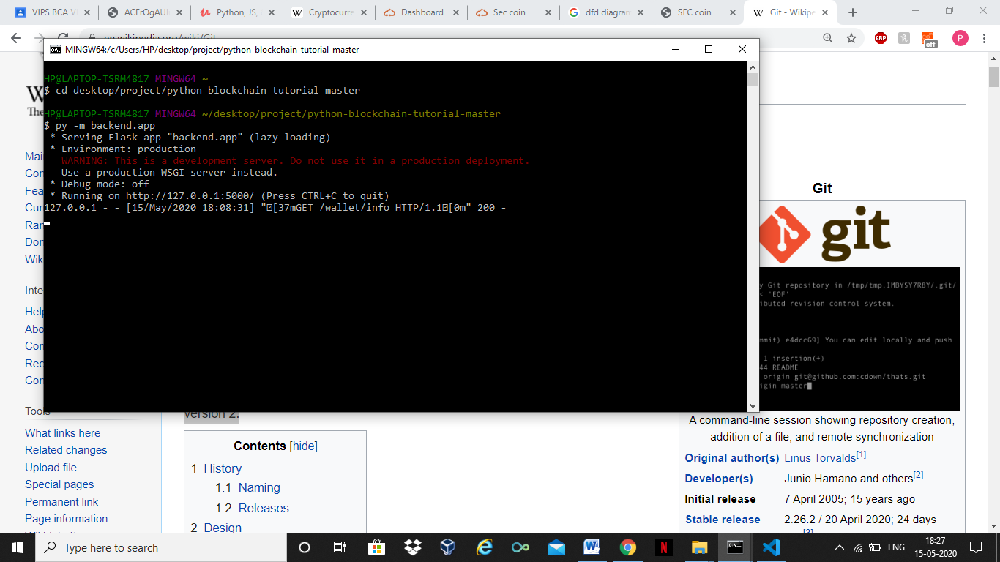 VIPS BCA V
ACFrOgAUI
Python, JS,
Cryptocurre
Dashboard
Sec coin
dfd diagram
SEC coin
Git - Wikipe
en.wikipedia.org/wiki/Git
ABP
off
P
MINGW64:/c/Users/HP/desktop/project/python-blockchain-tutorial-master
HP@LAPTOP-TSRM4817 MINGW64 ~
$ cd desktop/project/python-blockchain-tutorial-master
HP@LAPTOP-TSRM4817 MINGW64 ~/desktop/project/python-blockchain-tutorial-master
$ py -m backend.app
* Serving Flask app "backend.app" (lazy loading)
* Environment: production
WARNING: This is a development server. Do not use it in a production deployment.
Use a production WSGI server instead.
* Debug mode: off
* Running on http://127.0.0.1:5000/ (Press CTRL+C to quit)
127.0.0.1 - - [15/May/2020 18:08:31] "[37mGET /wallet/info HTTP/1.1[0m" 200 -
W
The
Mai
Con
Fea
Cur
Ran
Don
Wik
Inte
Help
Abo
Con
Rec
Con
Tools
What links here
Related changes
Upload file
Special pages
Permanent link
Page information
version 2.
Contents [hide]
1 History
1.1 Naming
1.2 Releases
2 Design
Git
git
y Git repository in /tmp/tmp.IMBYSY7R8Y/.git/
< 'EOF'
ibuted revision control system.
mmit) e4dcc69] You can edit locally and push
1 insertion(+)
44 README
origin git@github.com:cdown/thats.git
igin master
A command-line session showing repository creation,
addition of a file, and remote synchronization
Original author(s) Linus Torvalds[1]
Developer(s) Junio Hamano and others[2]
Initial release 7 April 2005; 15 years ago
Stable release 2.26.2 / 20 April 2020; 24 days
Type here to search
ENG
18:27
15-05-2020